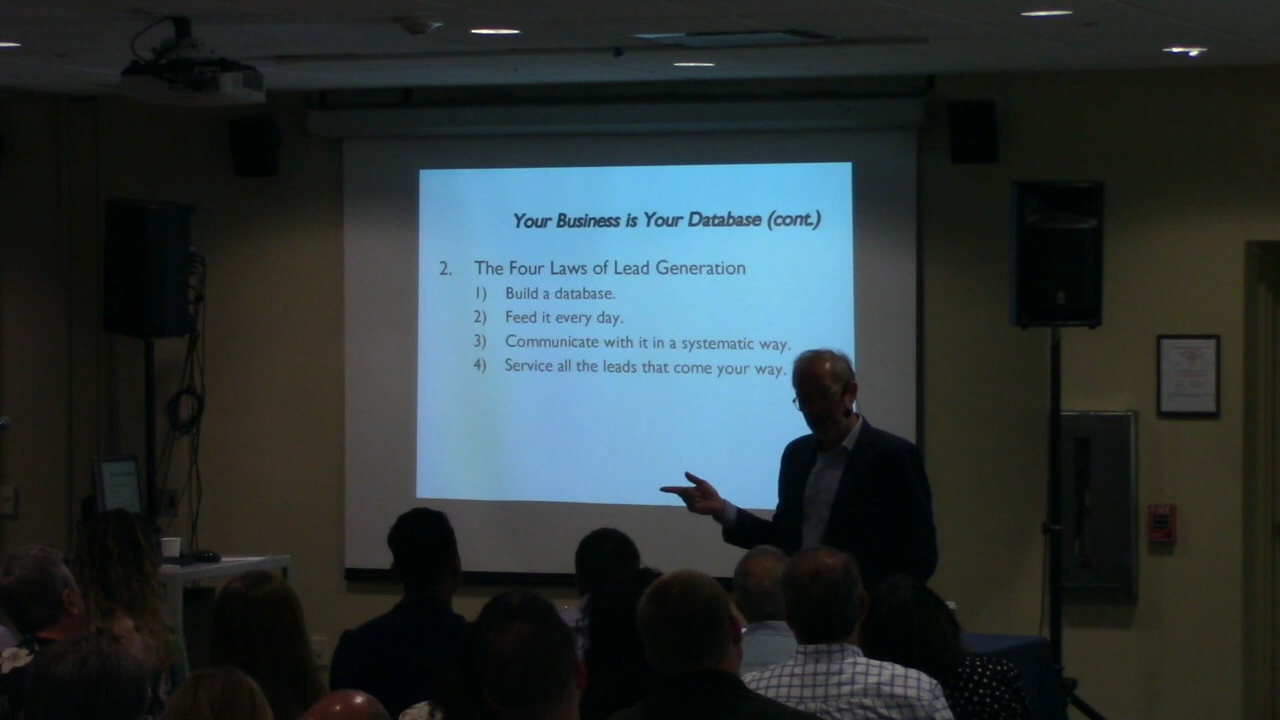 Your Business is Your Database (cont.)
2. The Four Laws of Lead Generation
1) Build a database.
2) Feed it every day.
3) Communicate with it in a systematic way.
4) Service all the leads that come your way.